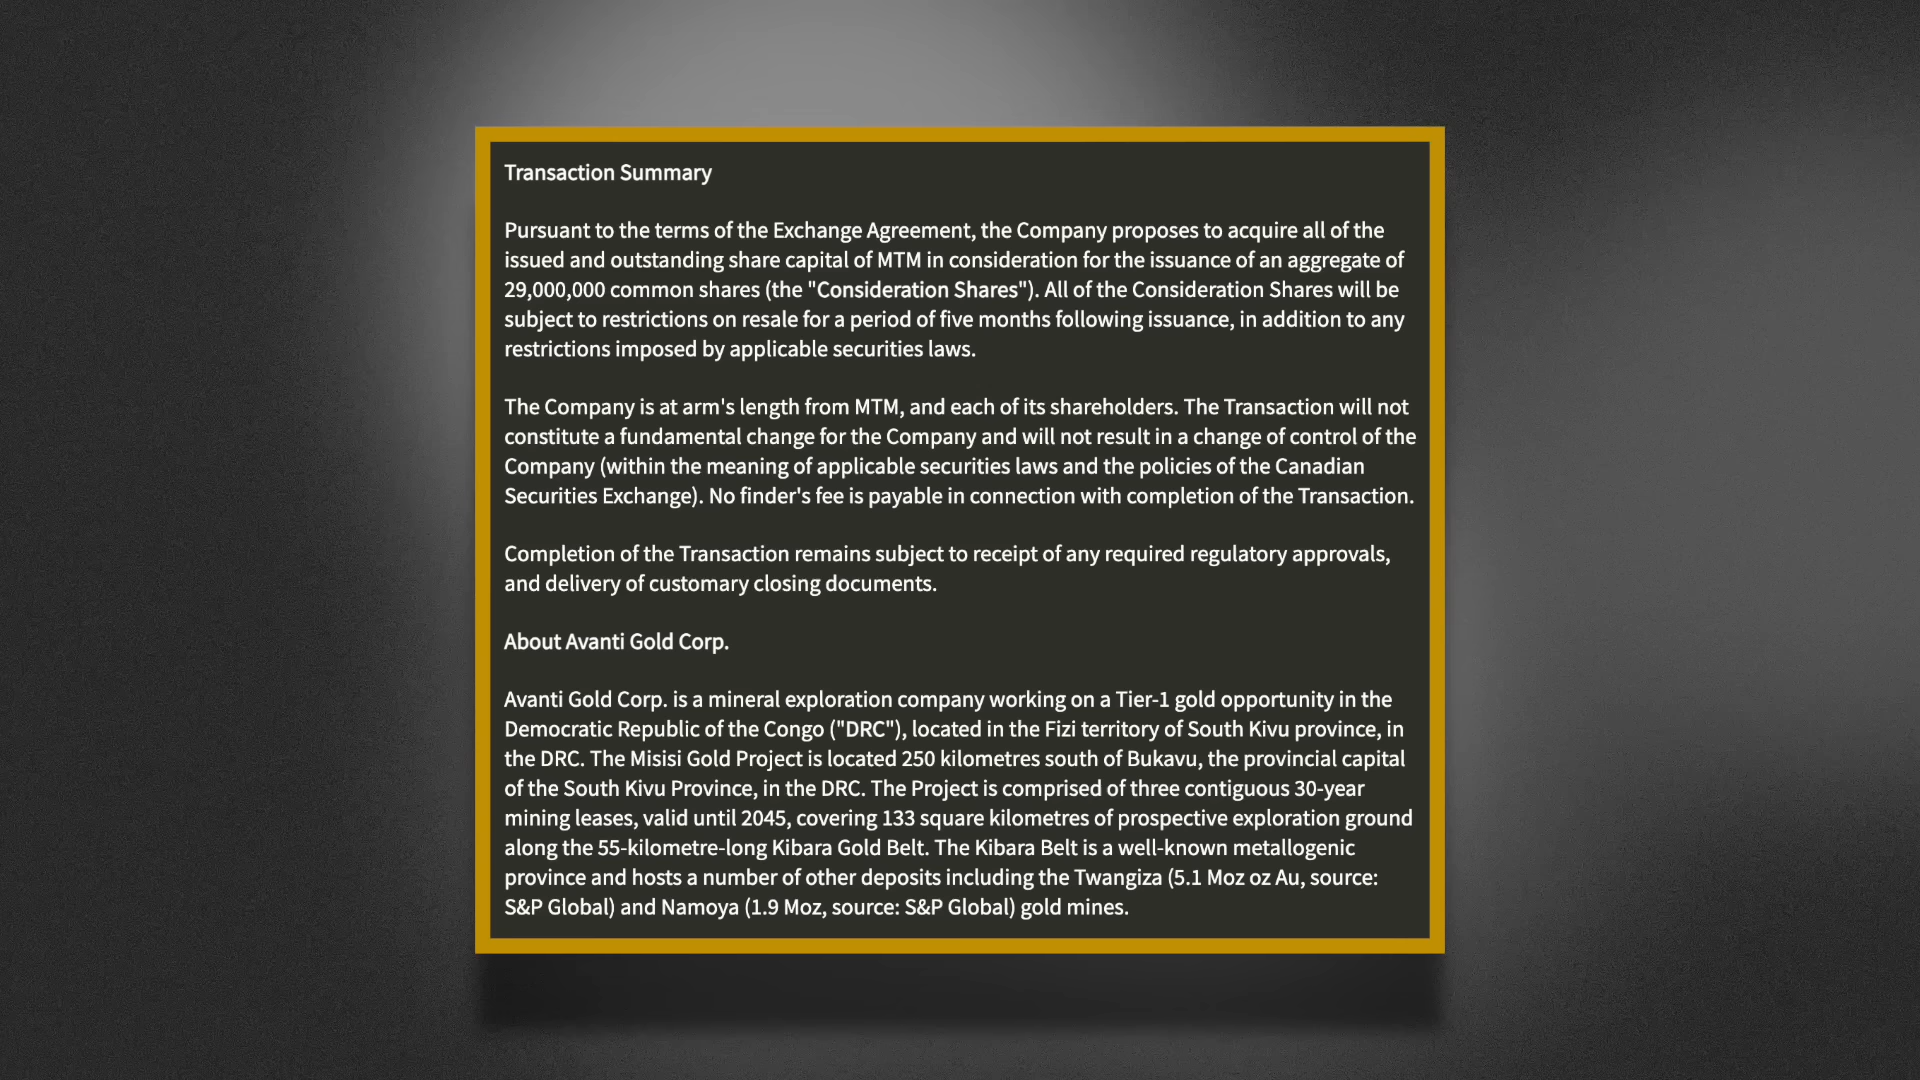 Transaction Summary
Pursuant to the terms of the Exchange Agreement, the Company proposes to acquire all of the
issued and outstanding share capital of MTM in consideration for the issuance of an aggregate of
29,000,000 common shares (the "Consideration Shares"). All of the Consideration Shares will be
subject to restrictions on resale for a period of five months following issuance, in addition to any
restrictions imposed by applicable securities laws.
The Company is at arm's length from MTM, and each of its shareholders. The Transaction will not
constitute a fundamental change for the Company and will not result in a change of control of the
Company (within the meaning of applicable securities laws and the policies of the Canadian
Securities Exchange). No finder's fee is payable in connection with completion of the Transaction.
Completion of the Transaction remains subject to receipt of any required regulatory approvals,
and delivery of customary closing documents.
About Avanti Gold Corp.
Avanti Gold Corp. is a mineral exploration company working on a Tier-1 gold opportunity in the
Democratic Republic of the Congo ("DRC"), located in the Fizi territory of South Kivu province, in
the DRC. The Misisi Gold Project is located 250 kilometres south of Bukavu, the provincial capital
of the South Kivu Province, in the DRC. The Project is comprised of three contiguous 30-year
mining leases, valid until 2045, covering 133 square kilometres of prospective exploration ground
along the 55-kilometre-long Kibara Gold Belt. The Kibara Belt is a well-known metallogenic
province and hosts a number of other deposits including the Twangiza (5.1 Moz oz Au, source:
S&P Global) and Namoya (1.9 Moz, source: S&P Global) gold mines.